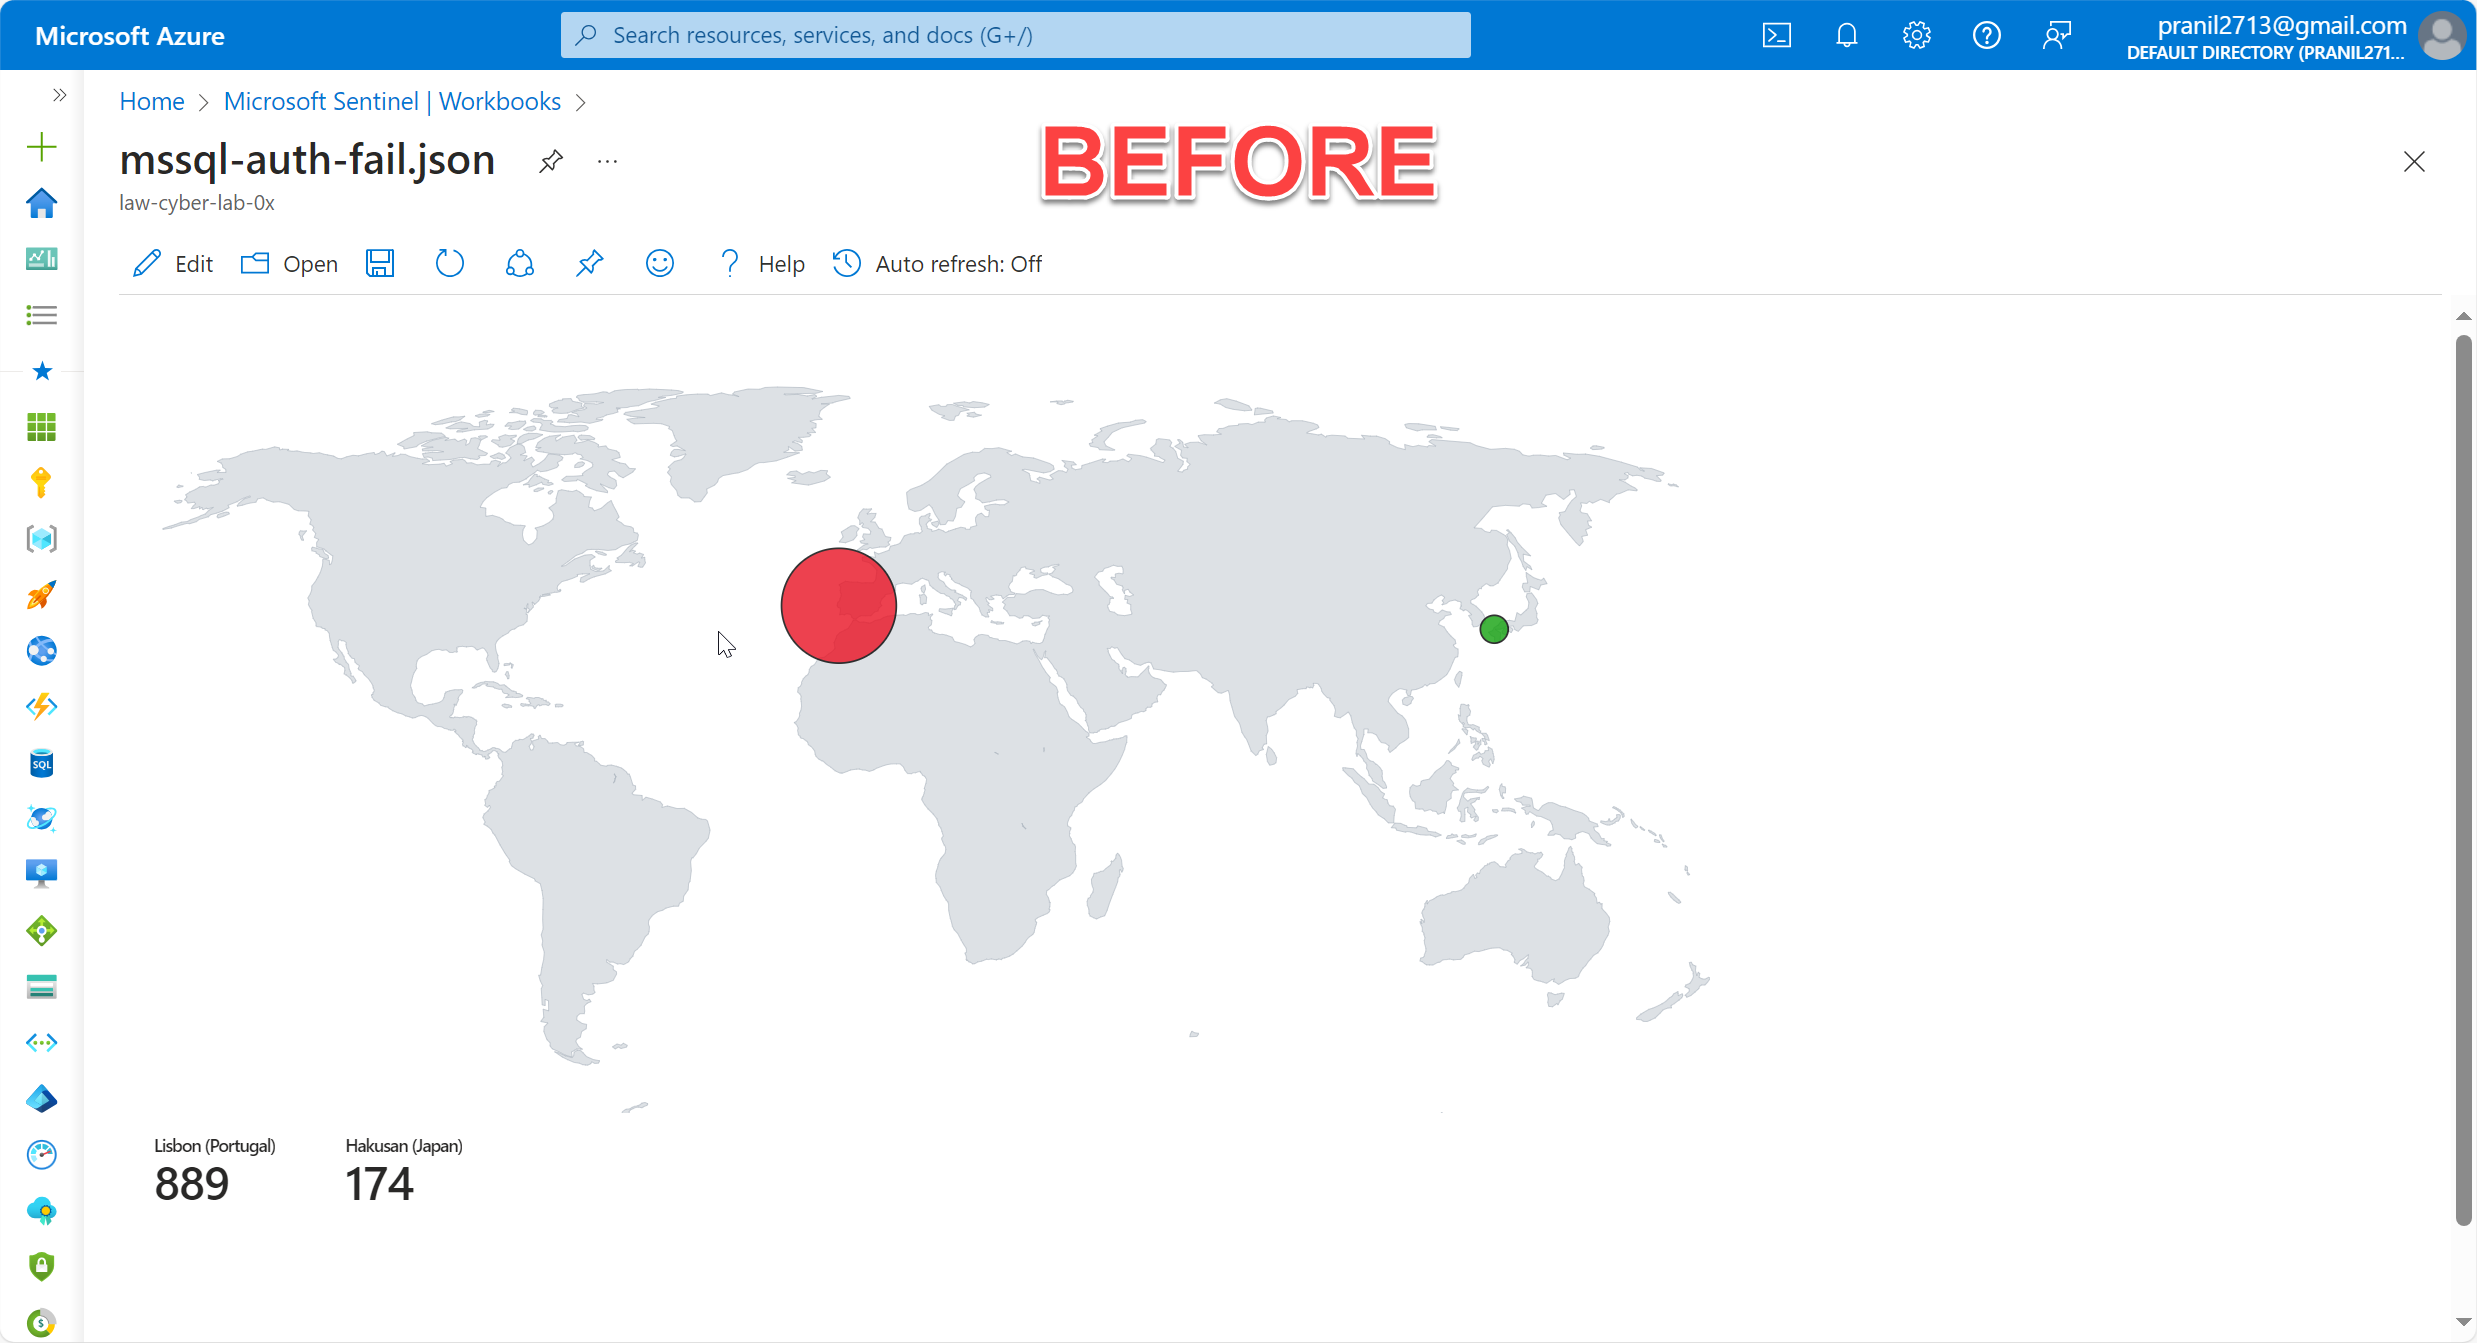 Microsoft Azure
Search resources, services, and docs (G+/)
pranil2713@gmail.com
DEFAULT DIRECTORY (PRANIL271...
Home > Microsoft Sentinel | Workbooks >
mssql-auth-fail.json
...
BEFORE
law-cyber-lab-0x
Edit Open Help Auto refresh: Off
SQL
Lisbon (Portugal) Hakusan (Japan)
889 174